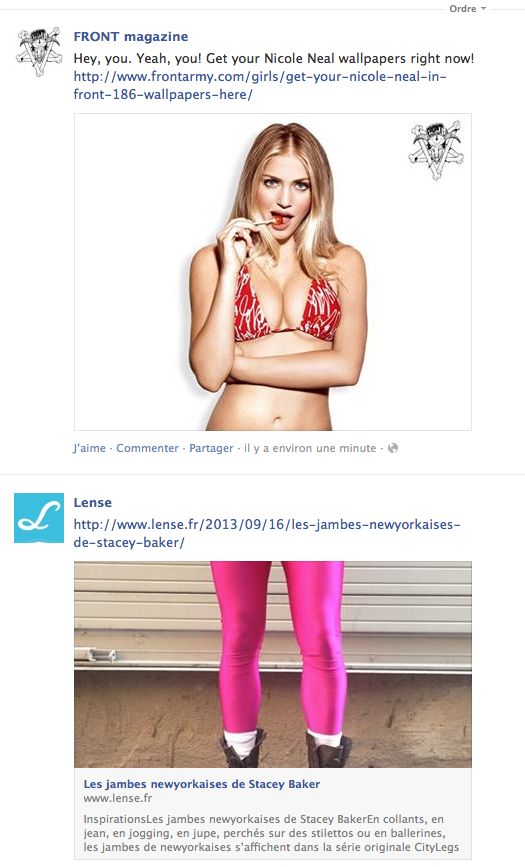 Ordre
FRONT magazine
Hey, you. Yeah, you! Get your Nicole Neal wallpapers right now!
http://www.frontarmy.com/girls/get-your-nicole-neal-in-
front-186-wallpapers-here/
FRONT
J'aime · Commenter · Partager · il y a environ une minute ·
Lense
http://www.lense.fr/2013/09/16/les-jambes-newyorkaises-
de-stacey-baker/
Les jambes newyorkaises de Stacey Baker
www.lense.fr
InspirationsLes jambes newyorkaises de Stacey BakerEn collants, en
jean, en jogging, en jupe, perchés sur des stilettos ou en ballerines,
les jambes de newyorkaises s'affichent dans la série originale CityLegs